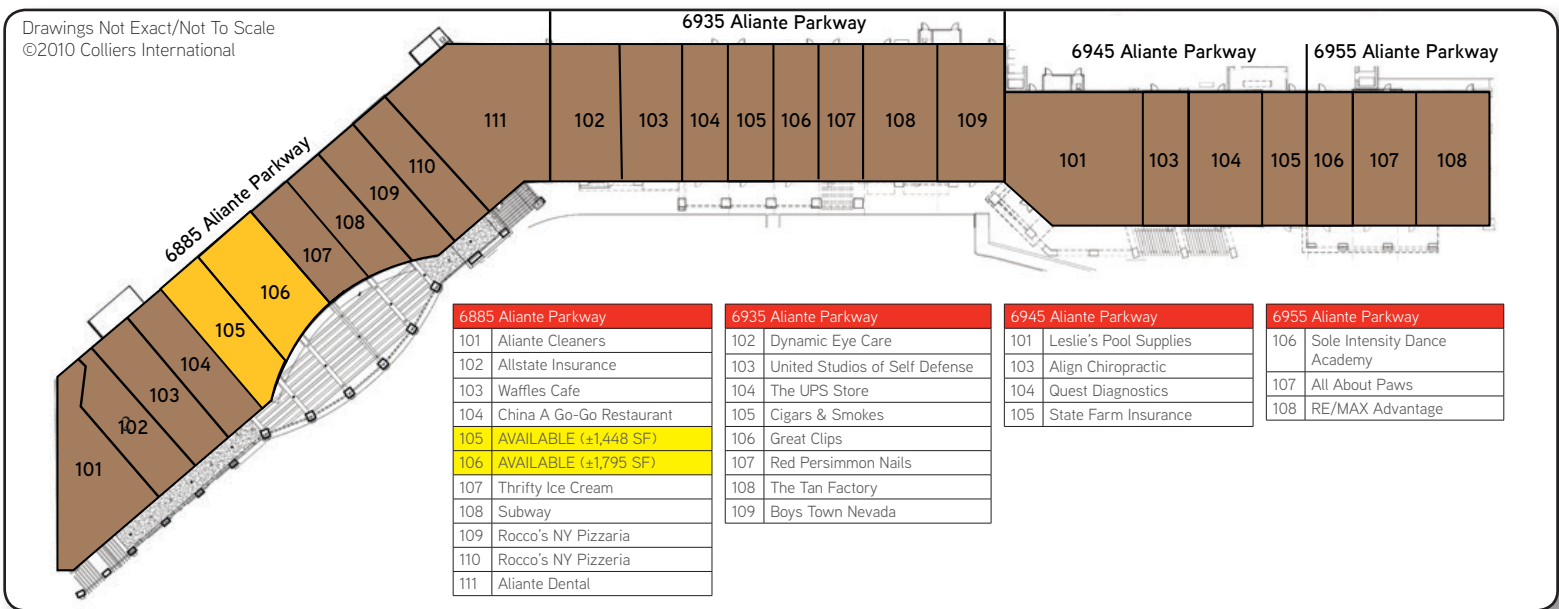 Drawings Not Exact/Not To Scale
©2010 Colliers International
6935 Aliante Parkway
6945 Aliante Parkway
6955 Aliante Parkway
6885 Aliante Parkway
101
102
103
104
105
106
107
108
109
110
111
102
103
104
105
106
107
108
109
101
103
104
105
106
107
108
6885 Aliante Parkway
101 Aliante Cleaners
102 Allstate Insurance
103 Waffles Cafe
104 China A Go-Go Restaurant
105 AVAILABLE (±1,448 SF)
106 AVAILABLE (±1,795 SF)
107 Thrifty Ice Cream
108 Subway
109 Rocco's NY Pizzaria
110 Rocco's NY Pizzeria
111 Aliante Dental
6935 Aliante Parkway
102 Dynamic Eye Care
103 United Studios of Self Defense
104 The UPS Store
105 Cigars & Smokes
106 Great Clips
107 Red Persimmon Nails
108 The Tan Factory
109 Boys Town Nevada
6945 Aliante Parkway
101 Leslie's Pool Supplies
103 Align Chiropractic
104 Quest Diagnostics
105 State Farm Insurance
6955 Aliante Parkway
106 Sole Intensity Dance
Academy
107 All About Paws
108 RE/MAX Advantage